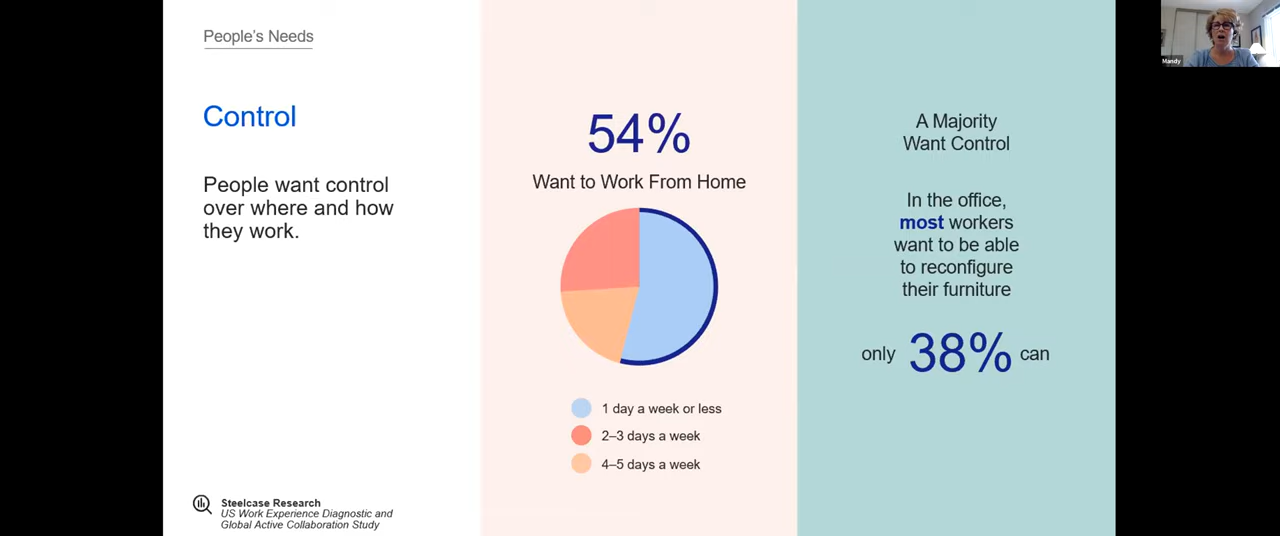 People's Needs
Control
People want control
over where and how
they work.
Steelcase Research
US Work Experience Diagnostic and
Global Active Collaboration Study
54%
Want to Work From Home
1 day a week or less
2–3 days a week
4–5 days a week
A Majority
Want Control
In the office,
most workers
want to be able
to reconfigure
their furniture
only 38% can
Mandy